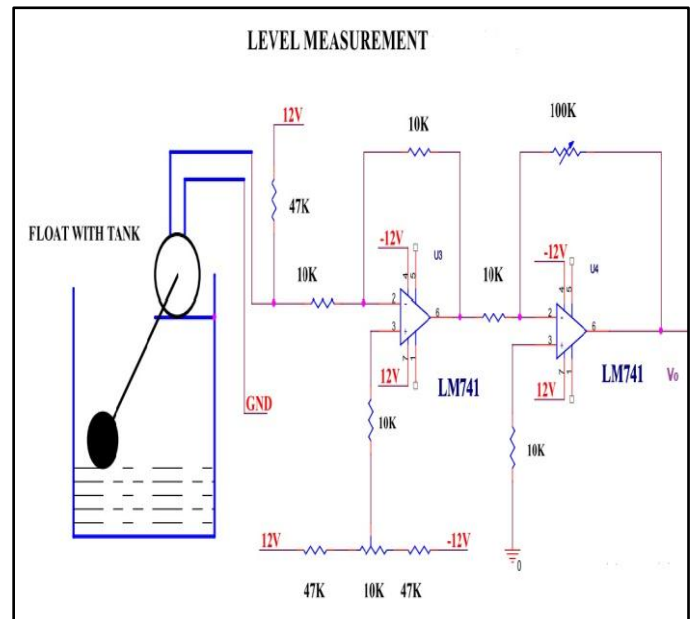 LEVEL MEASUREMENT
12V
10K
100K
47K
FLOAT WITH TANK
-12V
U3
-12V
U4
10K
10K
4
5
4
5
2
6
2
6
3
3
7
1
7
1
12V
LM741
12V
LM741
Vo
GND
10K
10K
12V
-12V
0
47K
10K
47K